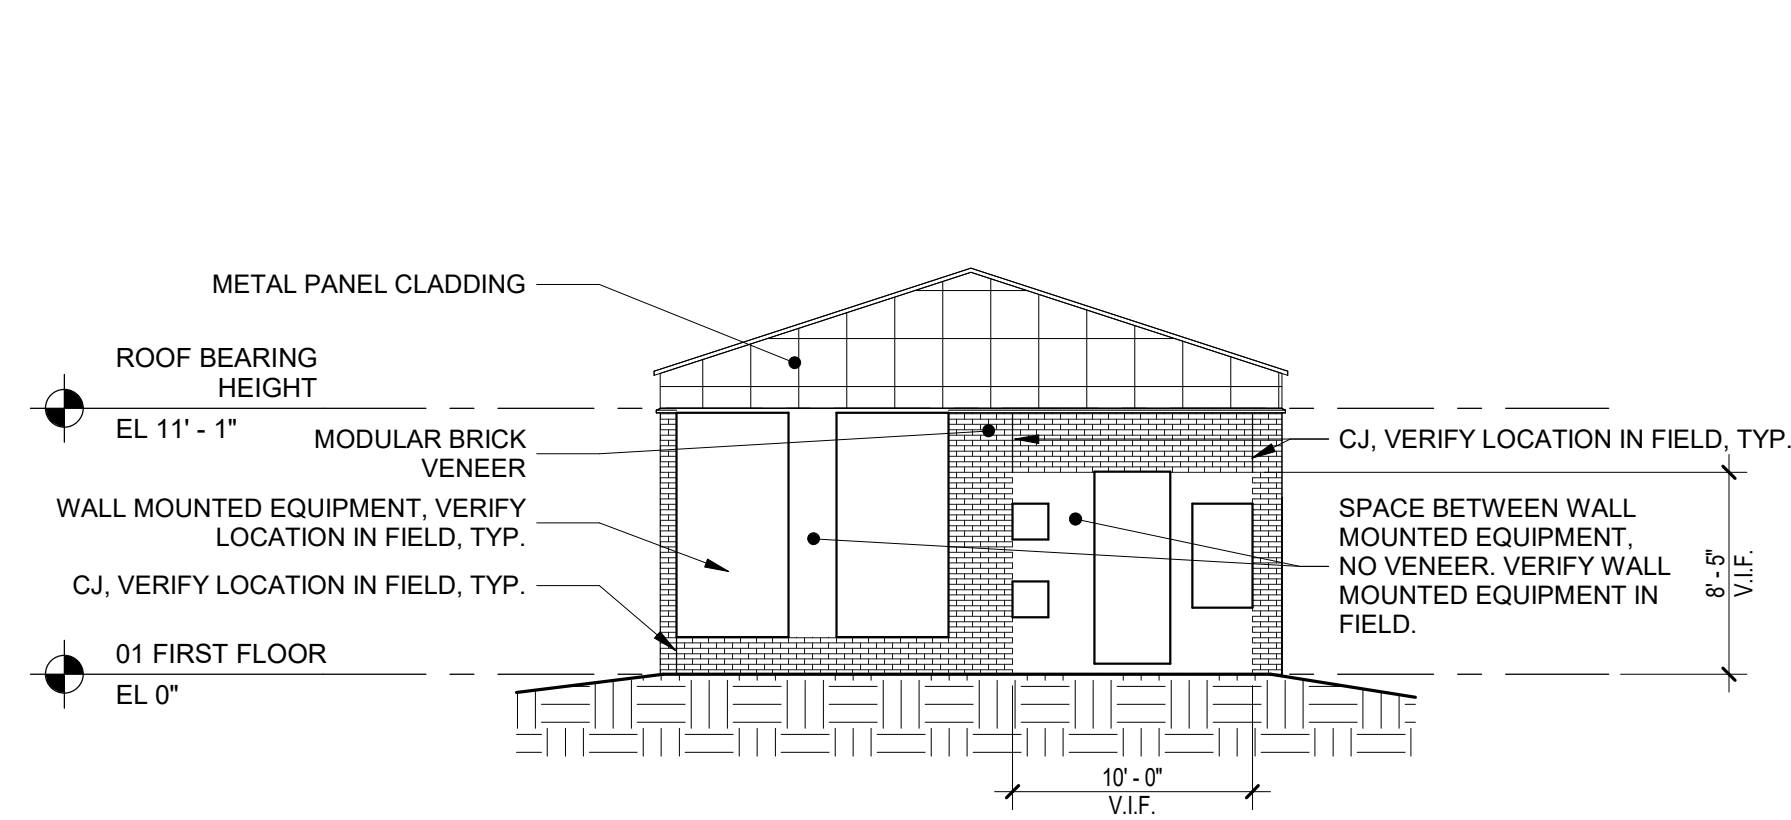 METAL PANEL CLADDING
ROOF BEARING
HEIGHT
EL 11' - 1"
MODULAR BRICK
VENEER
WALL MOUNTED EQUIPMENT, VERIFY
LOCATION IN FIELD, TYP.
CJ, VERIFY LOCATION IN FIELD, TYP.
01 FIRST FLOOR
EL 0"
CJ, VERIFY LOCATION IN FIELD, TYP.
SPACE BETWEEN WALL
MOUNTED EQUIPMENT,
NO VENEER. VERIFY WALL
MOUNTED EQUIPMENT IN
FIELD.
8' - 5"
V.I.F.
10' - 0"
V.I.F.